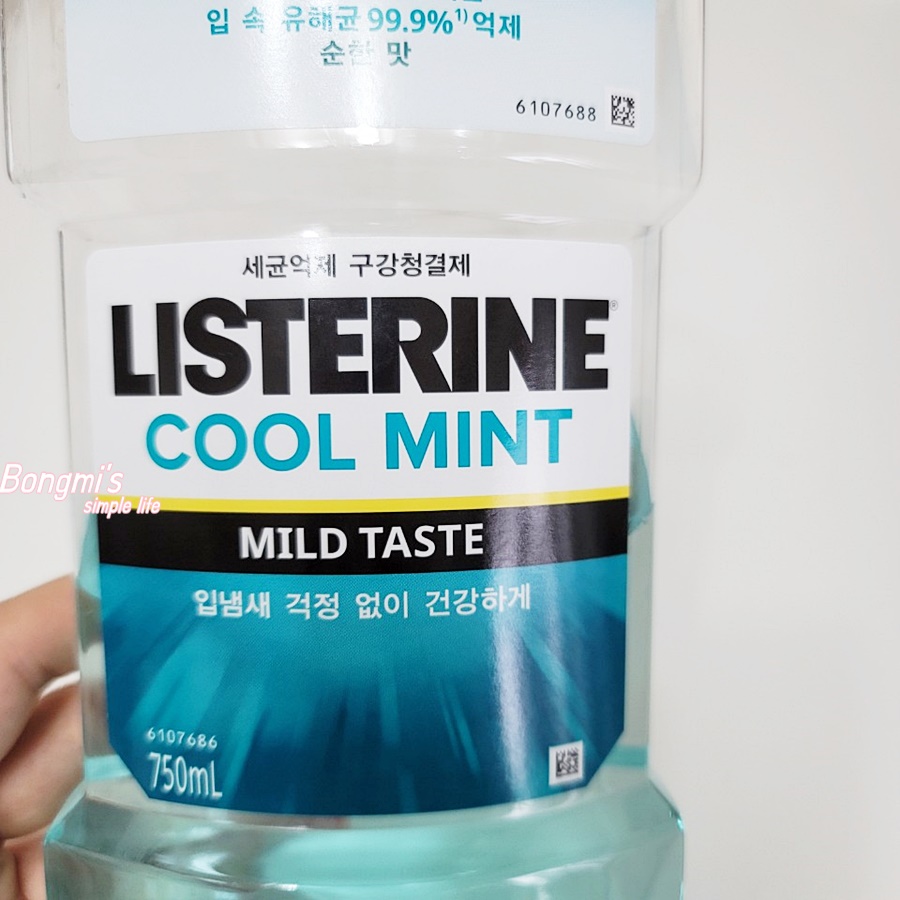 입 속 유해균 99.9%¹⁾ 억제
순한 맛
6107688
세균억제 구강청결제
LISTERINE®
COOL MINT
Bongmi's
simple life
MILD TASTE
입냄새 걱정 없이 건강하게
6107686
750mL